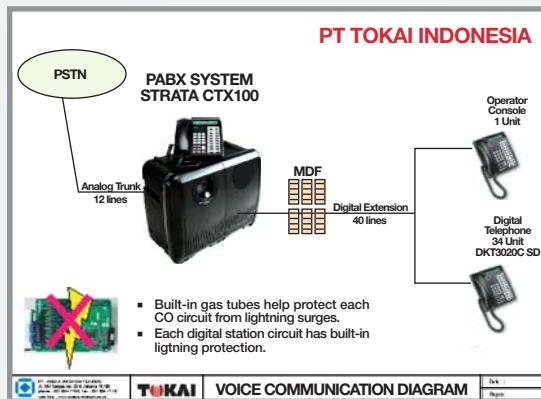 PT TOKAI INDONESIA
PSTN
PABX SYSTEM
STRATA CTX100
Operator
Console
1 Unit
MDF
Analog Trunk
12 lines
Digital Extension
40 lines
Digital
Telephone
34 Unit
DKT3020C SD
Built-in gas tubes help protect each
CO circuit from lightning surges.
Each digital station circuit has built-in
ligtning protection.
TOKAI
VOICE COMMUNICATION DIAGRAM